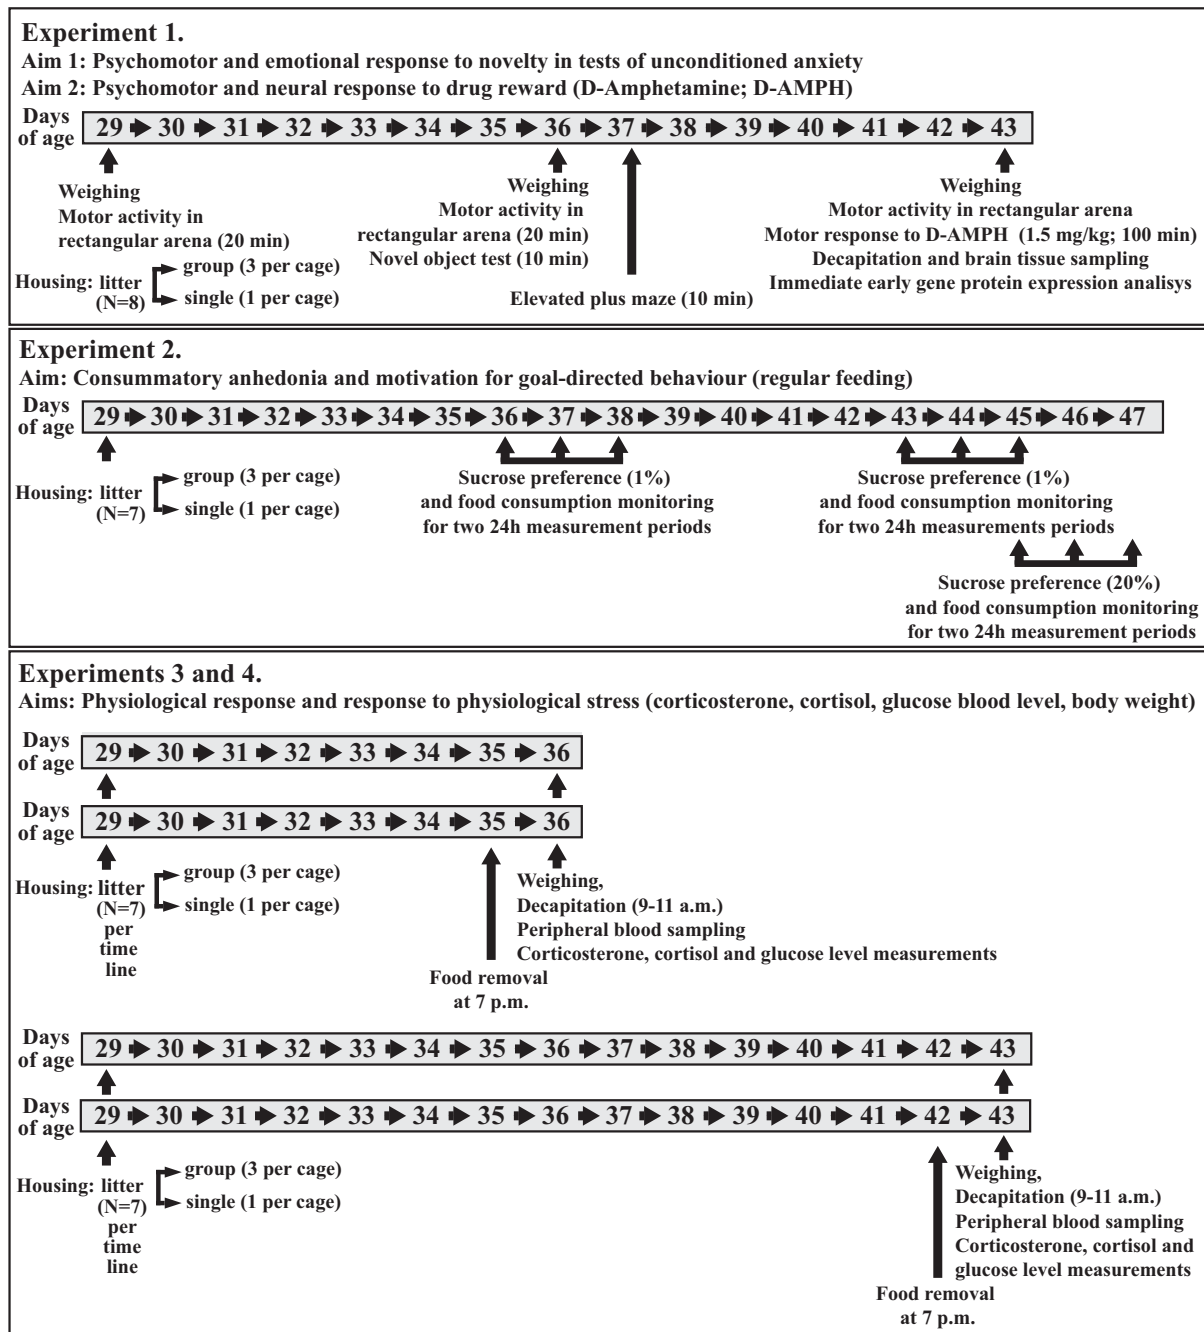 Experiment 1.
Aim 1: Psychomotor and emotional response to novelty in tests of unconditioned anxiety
Aim 2: Psychomotor and neural response to drug reward (D-Amphetamine; D-AMPH)
Days
of age
29 30 31 32 33 34 35 36 37 38 39 40 41 42 43
Weighing
Motor activity in
rectangular arena (20 min)
Housing: litter
(N=8)
group (3 per cage)
single (1 per cage)
Weighing
Motor activity in
rectangular arena (20 min)
Novel object test (10 min)
Elevated plus maze (10 min)
Weighing
Motor activity in rectangular arena
Motor response to D-AMPH (1.5 mg/kg; 100 min)
Decapitation and brain tissue sampling
Immediate early gene protein expression analisys
Experiment 2.
Aim: Consummatory anhedonia and motivation for goal-directed behaviour (regular feeding)
Days
of age
29 30 31 32 33 34 35 36 37 38 39 40 41 42 43 44 45 46 47
Housing: litter
(N=7)
group (3 per cage)
single (1 per cage)
Sucrose preference (1%)
and food consumption monitoring
for two 24h measurement periods
Sucrose preference (1%)
and food consumption monitoring
for two 24h measurements periods
Sucrose preference (20%)
and food consumption monitoring
for two 24h measurement periods
Experiments 3 and 4.
Aims: Physiological response and response to physiological stress (corticosterone, cortisol, glucose blood level, body weight)
Days
of age
29 30 31 32 33 34 35 36
Days
of age
29 30 31 32 33 34 35 36
Housing: litter
(N=7)
per
time
line
group (3 per cage)
single (1 per cage)
Weighing,
Decapitation (9-11 a.m.)
Peripheral blood sampling
Corticosterone, cortisol and glucose level measurements
Food removal
at 7 p.m.
Days
of age
29 30 31 32 33 34 35 36 37 38 39 40 41 42 43
Days
of age
29 30 31 32 33 34 35 36 37 38 39 40 41 42 43
Housing: litter
(N=7)
per
time
line
group (3 per cage)
single (1 per cage)
Weighing,
Decapitation (9-11 a.m.)
Peripheral blood sampling
Corticosterone, cortisol and
glucose level measurements
Food removal
at 7 p.m.